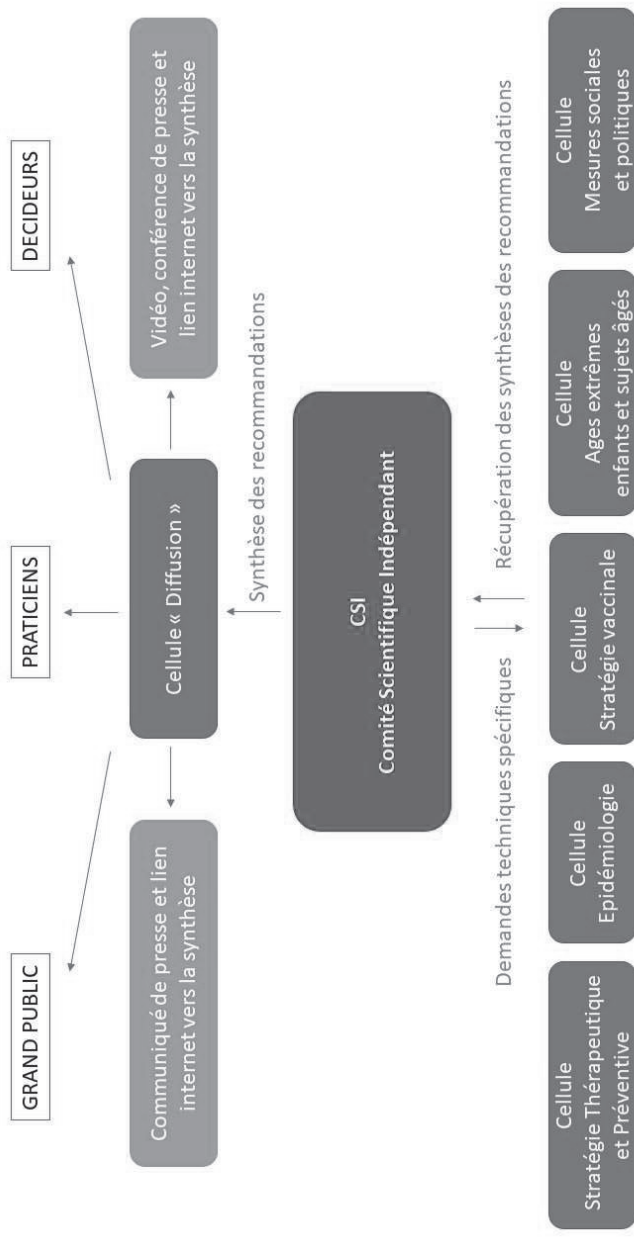 GRAND PUBLIC
PRATICIENS
DECIDEURS
Communiqué de presse et lien
internet vers la synthèse
Cellule « Diffusion »
Vidéo, conférence de presse et
lien internet vers la synthèse
Synthèse des recommandations
CSI
Comité Scientifique Indépendant
Demandes techniques spécifiques
Récupération des synthèses des recommandations
Cellule
Stratégie Thérapeutique
et Préventive
Cellule
Epidémiologie
Cellule
Stratégie vaccinale
Cellule
Ages extrêmes
enfants et sujets âgés
Cellule
Mesures sociales
et politiques